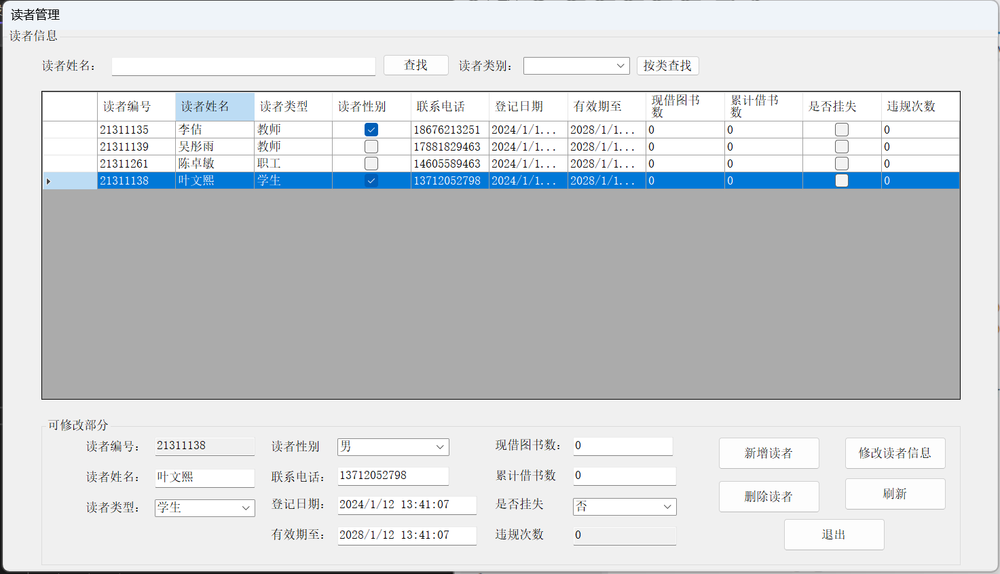 读者管理
读者信息
读者姓名： 查找 读者类别： 按类查找
读者编号 读者姓名 读者类型 读者性别 联系电话 登记日期 有效期至 现借图书数 累计借书数 是否挂失 违规次数
21311135 李佶 教师 18676213251 2024/1/1... 2028/1/1... 0 0 0
21311139 吴彤雨 教师 17881829463 2024/1/1... 2028/1/1... 0 0 0
21311261 陈卓敏 职工 14605589463 2024/1/1... 2028/1/1... 0 0 0
21311138 叶文熙 学生 13712052798 2024/1/1... 2028/1/1... 0 0 0
可修改部分
读者编号： 21311138 读者性别 男 现借图书数： 0 新增读者 修改读者信息
读者姓名： 叶文熙 联系电话： 13712052798 累计借书数 0
读者类型： 学生 登记日期： 2024/1/12 13:41:07 是否挂失 否 删除读者 刷新
有效期至： 2028/1/12 13:41:07 违规次数 0 退出